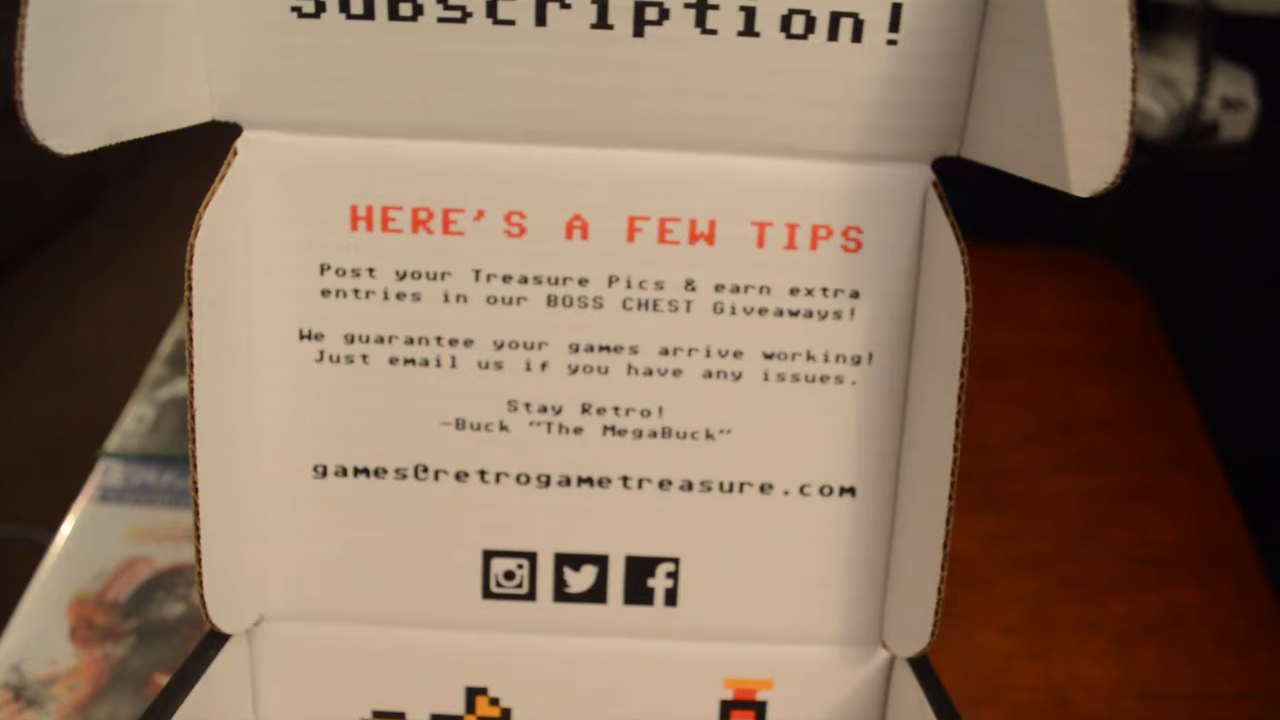 Subscription!
HERE'S A FEW TIPS
Post your Treasure Pics & earn extra
entries in our BOSS CHEST Giveaways!
We guarantee your games arrive working!
Just email us if you have any issues.
Stay Retro!
-Buck "The MegaBuck"
games@retrogametreasure.com